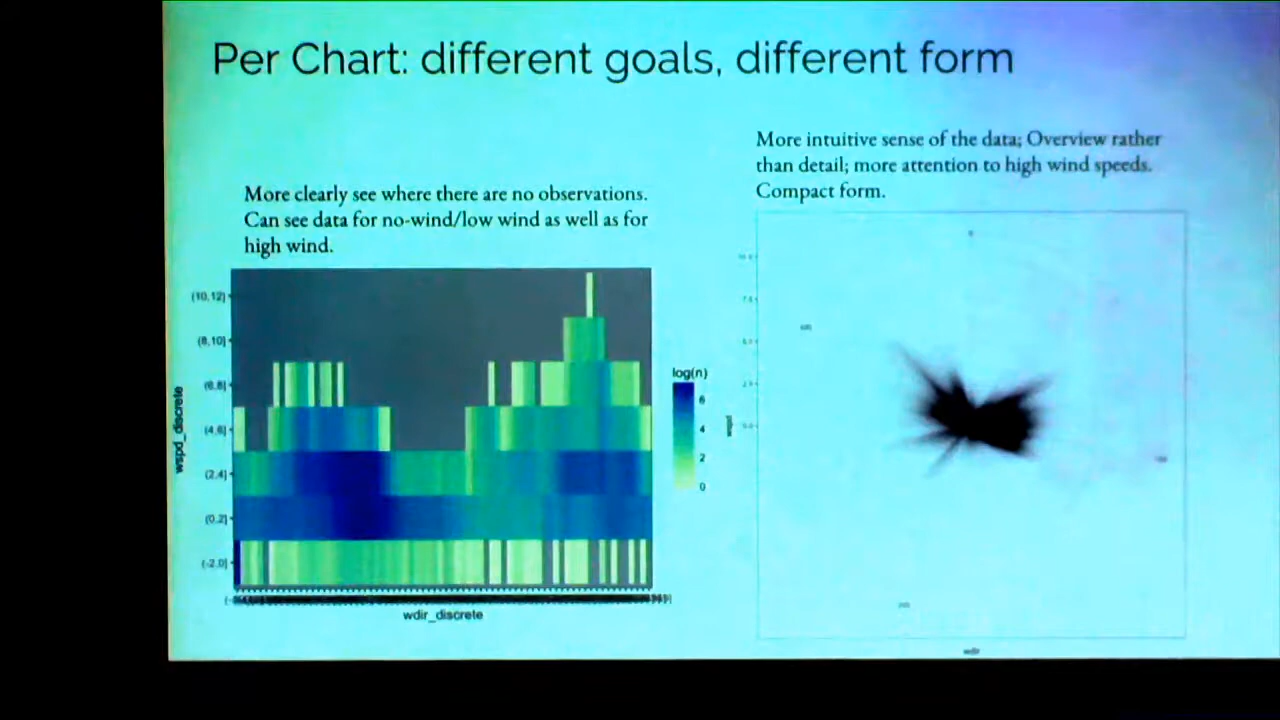 Per Chart: different goals, different form
More clearly see where there are no observations.
Can see data for no-wind/low wind as well as for
high wind.
(10,12]
(8,10]
(6,8]
(4,6]
(2,4]
(0,2]
(-2,0]
wspd_discrete
wdir_discrete
log(n)
6
4
2
0
More intuitive sense of the data; Overview rather
than detail; more attention to high wind speeds.
Compact form.
wdir